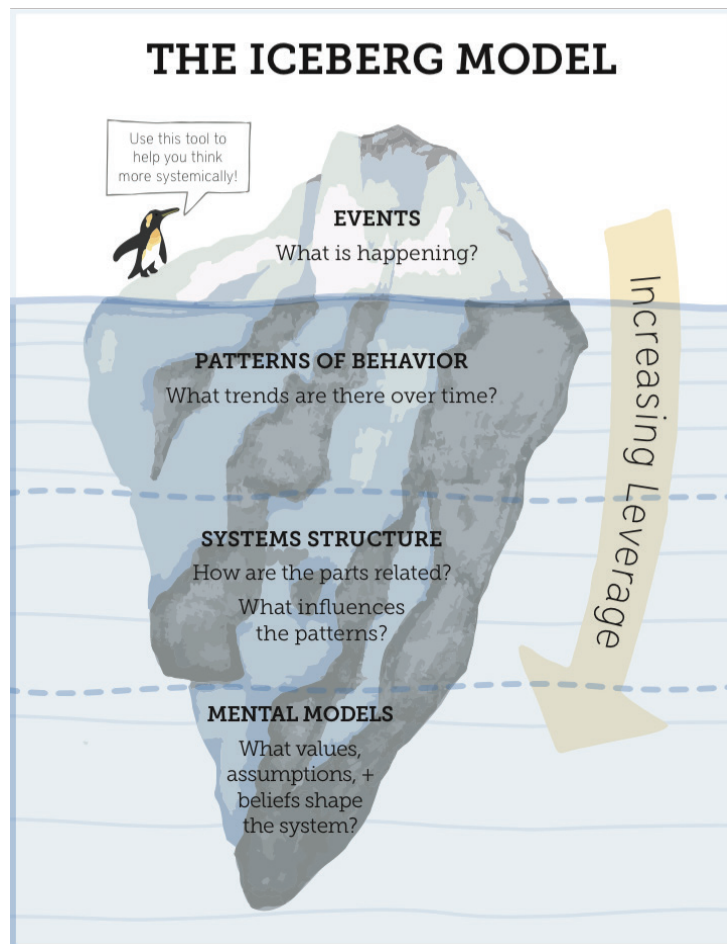 THE ICEBERG MODEL
Use this tool to
help you think
more systemically!
EVENTS
What is happening?
PATTERNS OF BEHAVIOR
What trends are there over time?
SYSTEMS STRUCTURE
How are the parts related?
What influences
the patterns?
MENTAL MODELS
What values,
assumptions, +
beliefs shape
the system?
Increasing Leverage